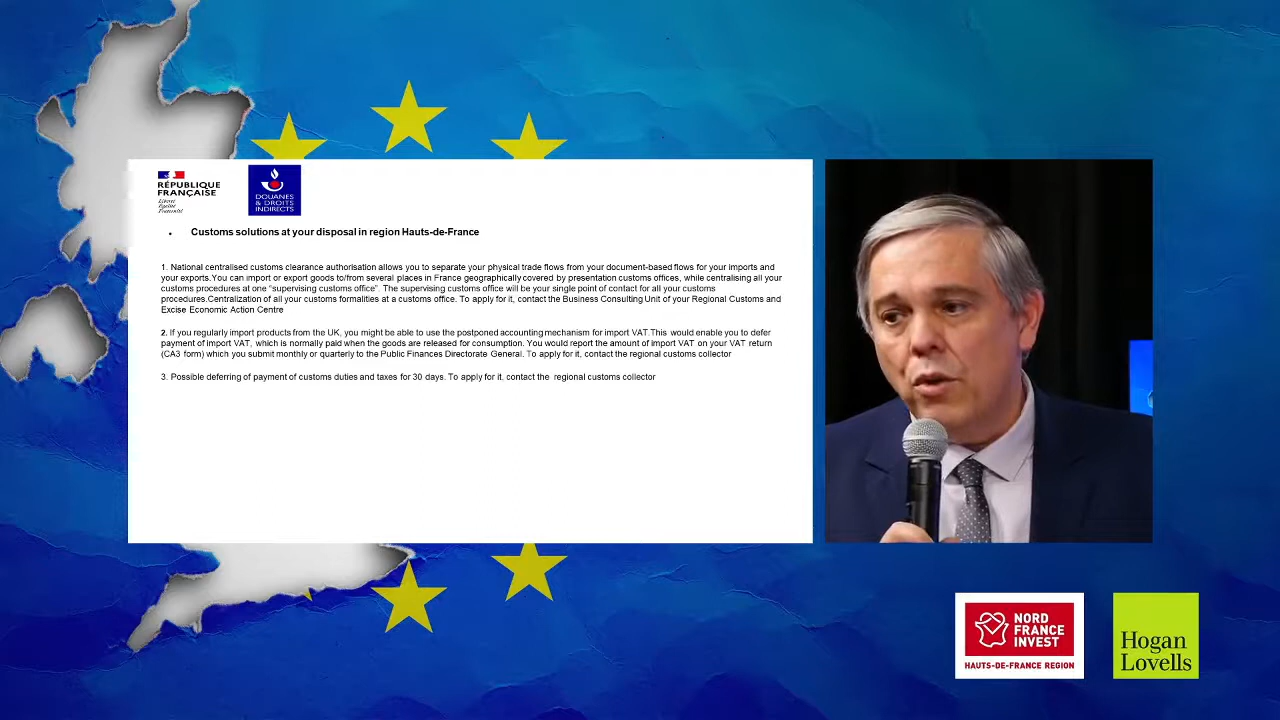 RÉPUBLIQUE
FRANÇAISE
Liberté
Égalité
Fraternité
DOUANES
& DROITS
INDIRECTS
• Customs solutions at your disposal in region Hauts-de-France
1. National centralised customs clearance authorisation allows you to separate your physical trade flows from your document-based flows for your imports and
your exports.You can import or export goods to/from several places in France geographically covered by presentation customs offices, while centralising all your
customs procedures at one “supervising customs office”. The supervising customs office will be your single point of contact for all your customs
procedures.Centralization of all your customs formalities at a customs office. To apply for it, contact the Business Consulting Unit of your Regional Customs and
Excise Economic Action Centre
2. If you regularly import products from the UK, you might be able to use the postponed accounting mechanism for import VAT.This would enable you to defer
payment of import VAT, which is normally paid when the goods are released for consumption. You would report the amount of import VAT on your VAT return
(CA3 form) which you submit monthly or quarterly to the Public Finances Directorate General. To apply for it, contact the regional customs collector
3. Possible deferring of payment of customs duties and taxes for 30 days. To apply for it, contact the regional customs collector
NORD
FRANCE
INVEST
HAUTS-DE-FRANCE REGION
Hogan
Lovells